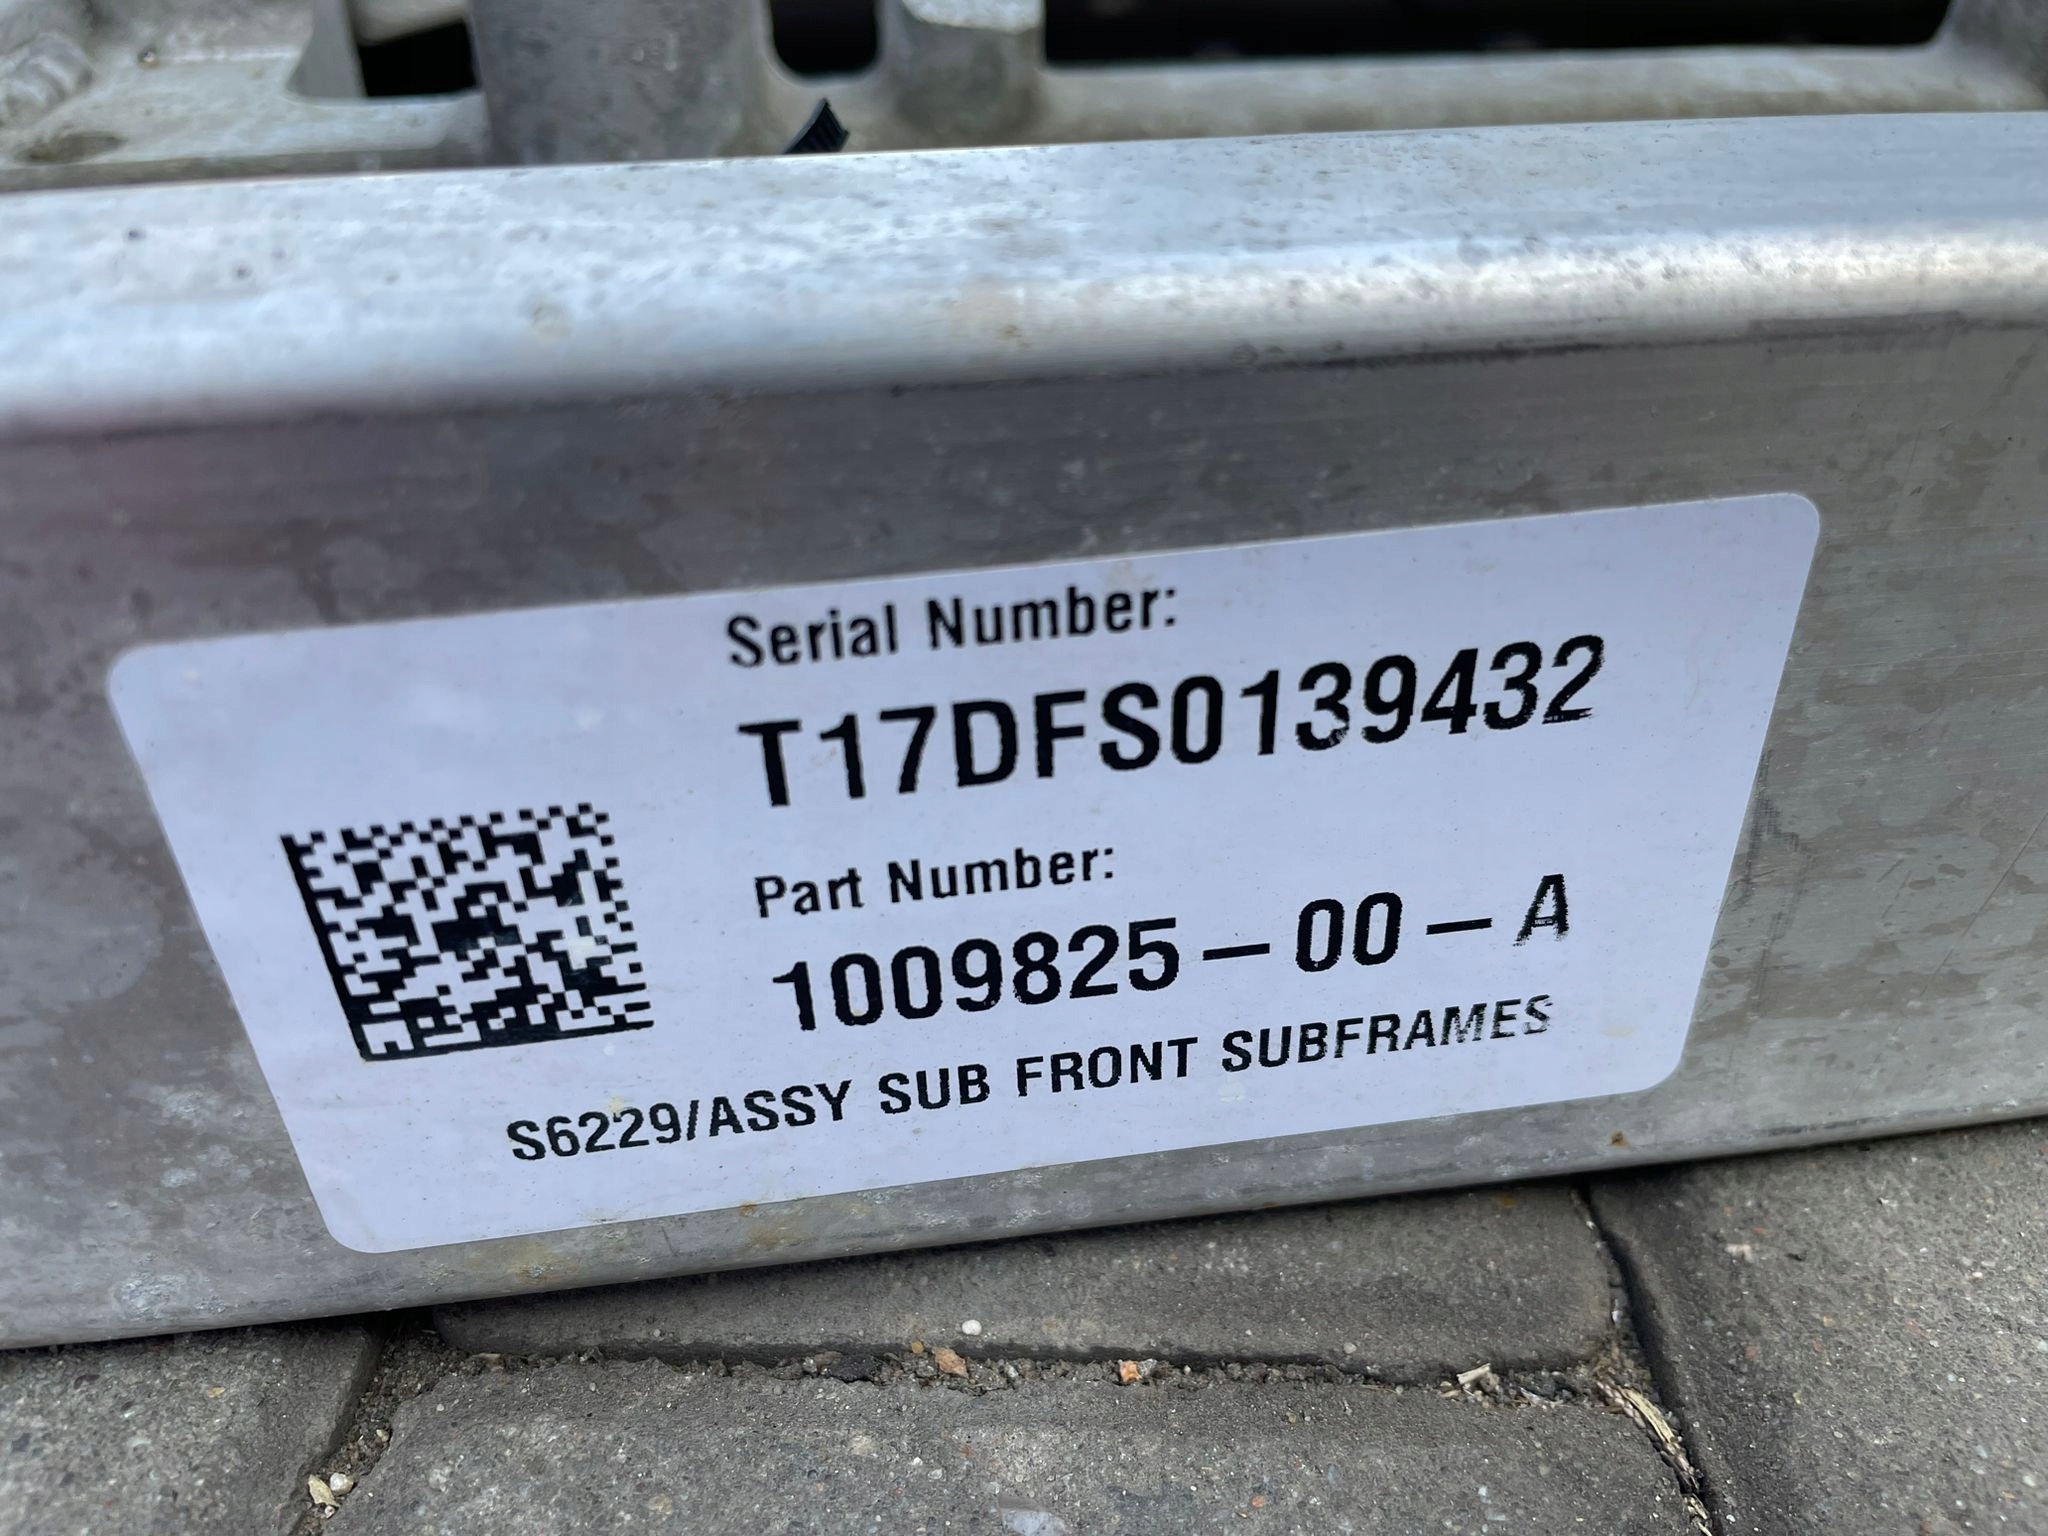 Serial Number:
T17DFS0139432
Part Number:
1009825-00-A
S6229/ASSY SUB FRONT SUBFRAMES